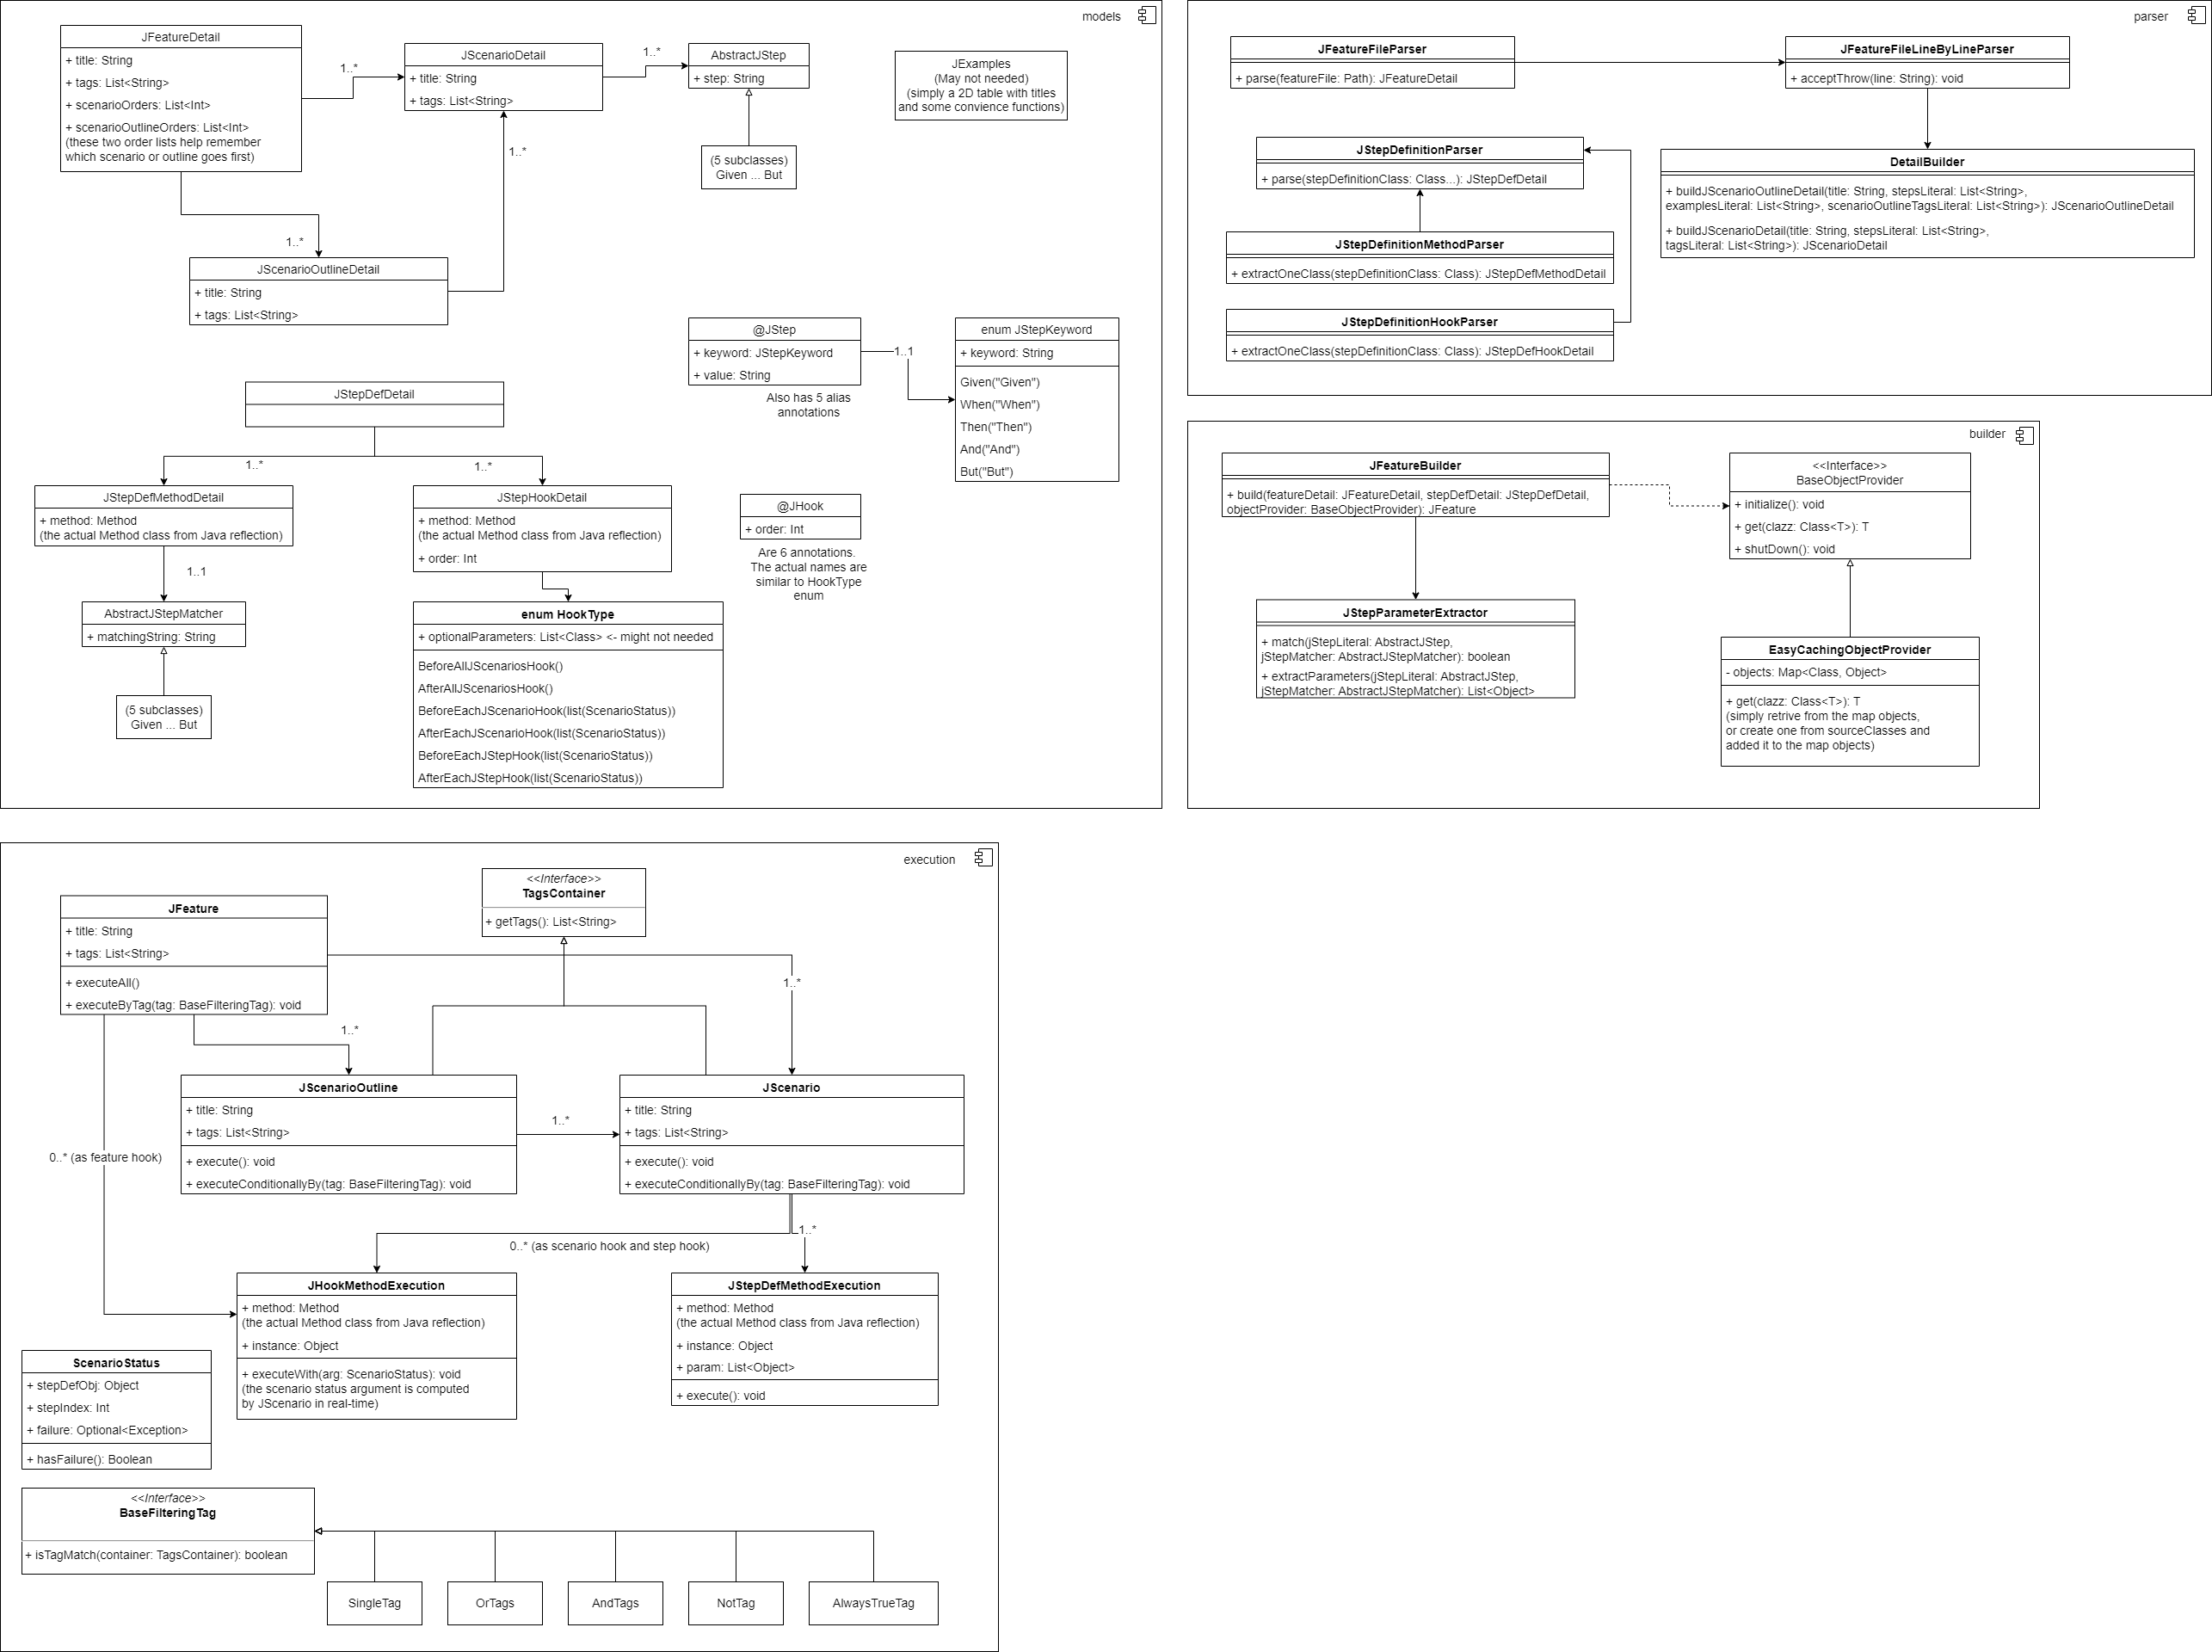 models
JFeatureDetail
+ title: String
+ tags: List<String>
+ scenarioOrders: List<Int>
+ scenarioOutlineOrders: List<Int>
(these two order lists help remember
which scenario or outline goes first)
1..*
JScenarioDetail
+ title: String
+ tags: List<String>
1..*
AbstractJStep
+ step: String
(5 subclasses)
Given ... But
JExamples
(May not needed)
(simply a 2D table with titles
and some convience functions)
1..*
1..*
JScenarioOutlineDetail
+ title: String
+ tags: List<String>
@JStep
+ keyword: JStepKeyword
+ value: String
Also has 5 alias
annotations
1..1
enum JStepKeyword
+ keyword: String
Given("Given")
When("When")
Then("Then")
And("And")
But("But")
JStepDefDetail
1..*
1..*
JStepDefMethodDetail
+ method: Method
(the actual Method class from Java reflection)
1..1
AbstractJStepMatcher
+ matchingString: String
(5 subclasses)
Given ... But
JStepHookDetail
+ method: Method
(the actual Method class from Java reflection)
+ order: Int
enum HookType
+ optionalParameters: List<Class> <- might not needed
BeforeAllJScenariosHook()
AfterAllJScenariosHook()
BeforeEachJScenarioHook(list(ScenarioStatus))
AfterEachJScenarioHook(list(ScenarioStatus))
BeforeEachJStepHook(list(ScenarioStatus))
AfterEachJStepHook(list(ScenarioStatus))
@JHook
+ order: Int
Are 6 annotations.
The actual names are
similar to HookType
enum
parser
JFeatureFileParser
+ parse(featureFile: Path): JFeatureDetail
JFeatureFileLineByLineParser
+ acceptThrow(line: String): void
JStepDefinitionParser
+ parse(stepDefinitionClass: Class...): JStepDefDetail
DetailBuilder
+ buildJScenarioOutlineDetail(title: String, stepsLiteral: List<String>,
examplesLiteral: List<String>, scenarioOutlineTagsLiteral: List<String>): JScenarioOutlineDetail
+ buildJScenarioDetail(title: String, stepsLiteral: List<String>,
tagsLiteral: List<String>): JScenarioDetail
JStepDefinitionMethodParser
+ extractOneClass(stepDefinitionClass: Class): JStepDefMethodDetail
JStepDefinitionHookParser
+ extractOneClass(stepDefinitionClass: Class): JStepDefHookDetail
builder
JFeatureBuilder
+ build(featureDetail: JFeatureDetail, stepDefDetail: JStepDefDetail,
objectProvider: BaseObjectProvider): JFeature
<<Interface>>
BaseObjectProvider
+ initialize(): void
+ get(clazz: Class<T>): T
+ shutDown(): void
JStepParameterExtractor
+ match(jStepLiteral: AbstractJStep,
jStepMatcher: AbstractJStepMatcher): boolean
+ extractParameters(jStepLiteral: AbstractJStep,
jStepMatcher: AbstractJStepMatcher): List<Object>
EasyCachingObjectProvider
- objects: Map<Class, Object>
+ get(clazz: Class<T>): T
(simply retrive from the map objects,
or create one from sourceClasses and
added it to the map objects)
execution
<<Interface>>
TagsContainer
+ getTags(): List<String>
JFeature
+ title: String
+ tags: List<String>
+ executeAll()
+ executeByTag(tag: BaseFilteringTag): void
1..*
1..*
JScenarioOutline
+ title: String
+ tags: List<String>
+ execute(): void
+ executeConditionallyBy(tag: BaseFilteringTag): void
1..*
JScenario
+ title: String
+ tags: List<String>
+ execute(): void
+ executeConditionallyBy(tag: BaseFilteringTag): void
0..* (as feature hook)
1..*
0..* (as scenario hook and step hook)
JHookMethodExecution
+ method: Method
(the actual Method class from Java reflection)
+ instance: Object
+ executeWith(arg: ScenarioStatus): void
(the scenario status argument is computed
by JScenario in real-time)
JStepDefMethodExecution
+ method: Method
(the actual Method class from Java reflection)
+ instance: Object
+ param: List<Object>
+ execute(): void
ScenarioStatus
+ stepDefObj: Object
+ stepIndex: Int
+ failure: Optional<Exception>
+ hasFailure(): Boolean
<<Interface>>
BaseFilteringTag
+ isTagMatch(container: TagsContainer): boolean
SingleTag
OrTags
AndTags
NotTag
AlwaysTrueTag